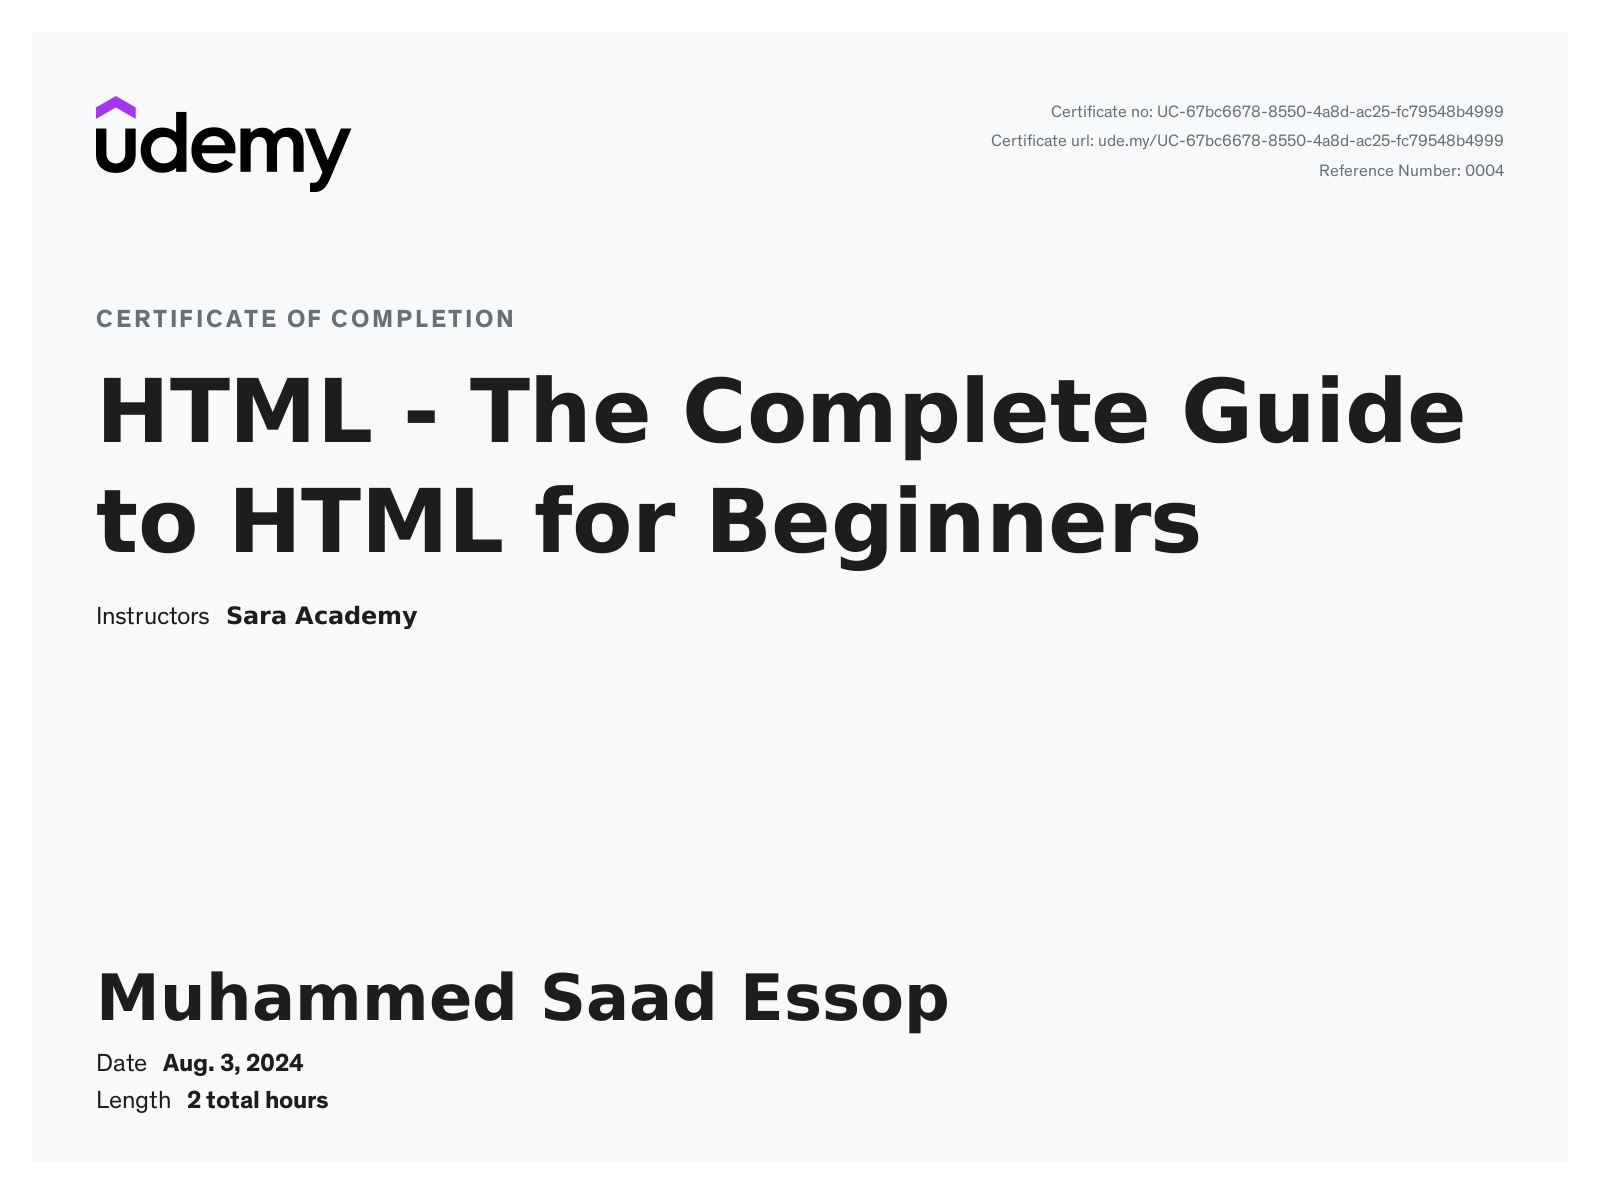 udemy
Certificate no: UC-67bc6678-8550-4a8d-ac25-fc79548b4999
Certificate url: ude.my/UC-67bc6678-8550-4a8d-ac25-fc79548b4999
Reference Number: 0004
CERTIFICATE OF COMPLETION
HTML - The Complete Guide
to HTML for Beginners
Instructors Sara Academy
Muhammed Saad Essop
Date Aug. 3, 2024
Length 2 total hours